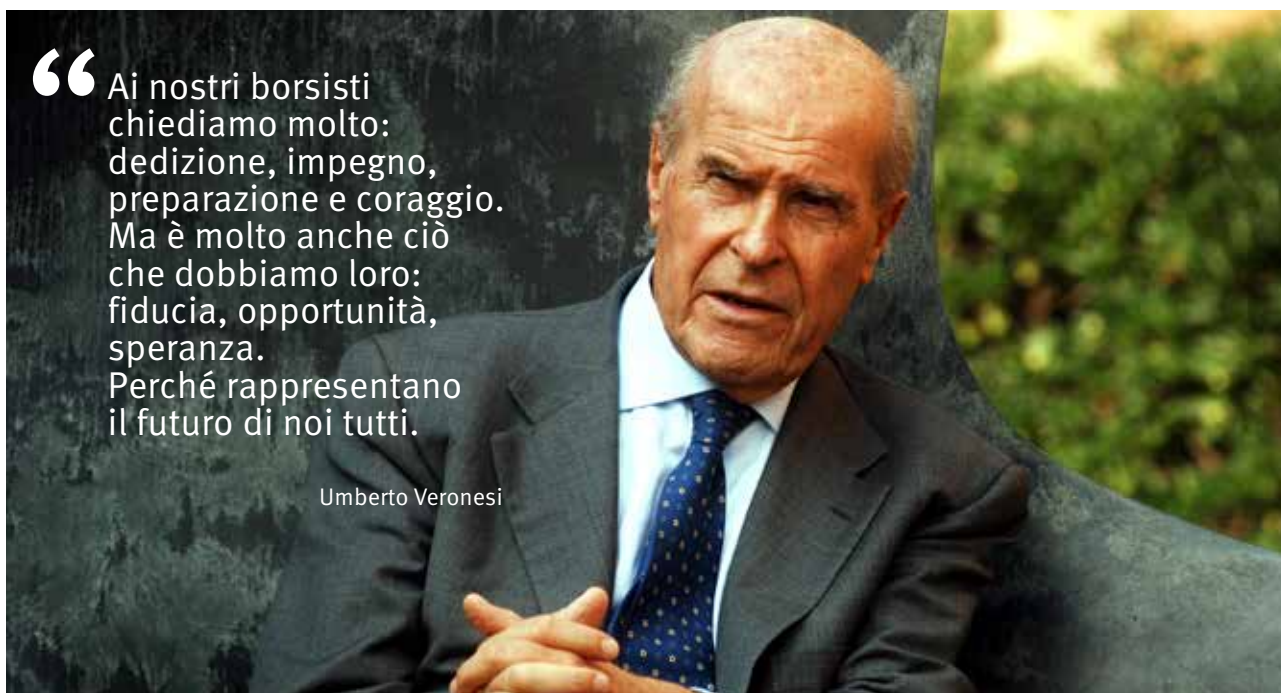 “ Ai nostri borsisti
chiediamo molto:
dedizione, impegno,
preparazione e coraggio.
Ma è molto anche ciò
che dobbiamo loro:
fiducia, opportunità,
speranza.
Perché rappresentano
il futuro di noi tutti.
Umberto Veronesi